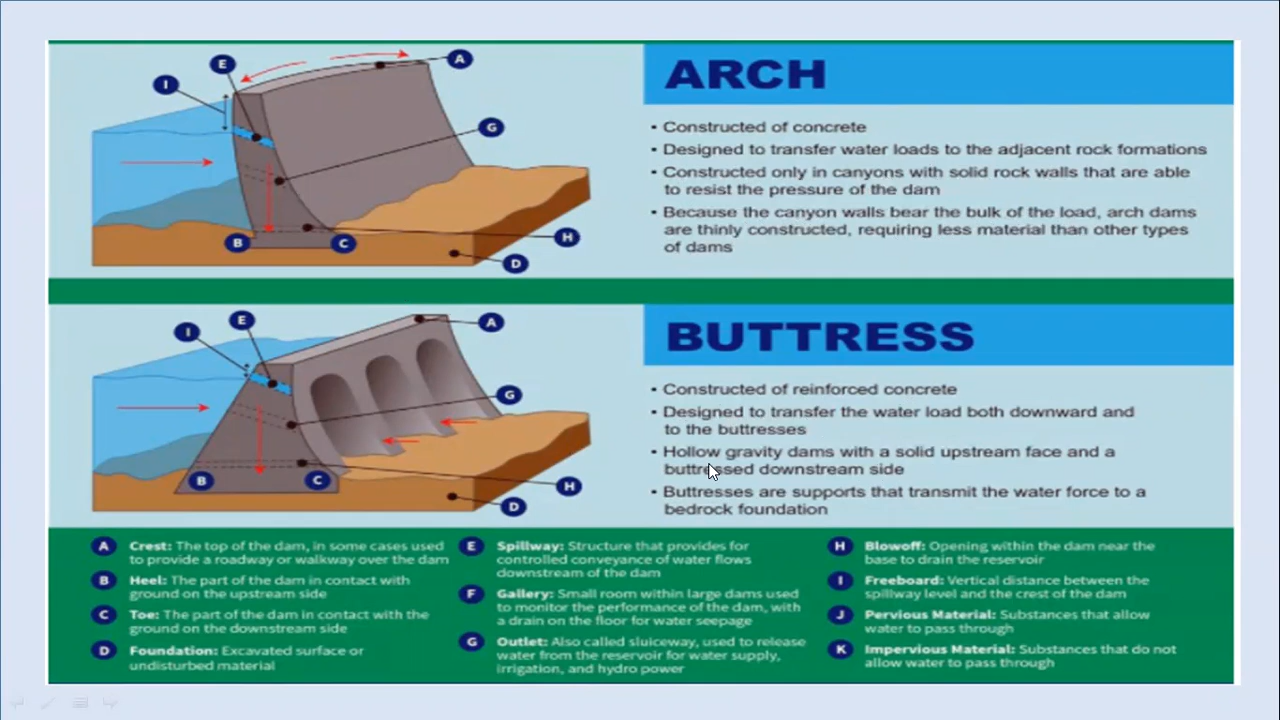 ARCH
• Constructed of concrete
• Designed to transfer water loads to the adjacent rock formations
• Constructed only in canyons with solid rock walls that are able
to resist the pressure of the dam
• Because the canyon walls bear the bulk of the load, arch dams
are thinly constructed, requiring less material than other types
of dams
E
A
I
G
B
C
H
D
BUTTRESS
• Constructed of reinforced concrete
• Designed to transfer the water load both downward and
to the buttresses
• Hollow gravity dams with a solid upstream face and a
buttressed downstream side
• Buttresses are supports that transmit the water force to a
bedrock foundation
E
I
A
G
B
C
H
D
A Crest: The top of the dam, in some cases used
to provide a roadway or walkway over the dam
B Heel: The part of the dam in contact with
ground on the upstream side
C Toe: The part of the dam in contact with the
ground on the downstream side
D Foundation: Excavated surface or
undisturbed material
E Spillway: Structure that provides for
controlled conveyance of water flows
downstream of the dam
F Gallery: Small room within large dams used
to monitor the performance of the dam, with
a drain on the floor for water seepage
G Outlet: Also called sluiceway, used to release
water from the reservoir for water supply,
irrigation, and hydro power
H Blowoff: Opening within the dam near the
base to drain the reservoir
I Freeboard: Vertical distance between the
spillway level and the crest of the dam
J Pervious Material: Substances that allow
water to pass through
K Impervious Material: Substances that do not
allow water to pass through